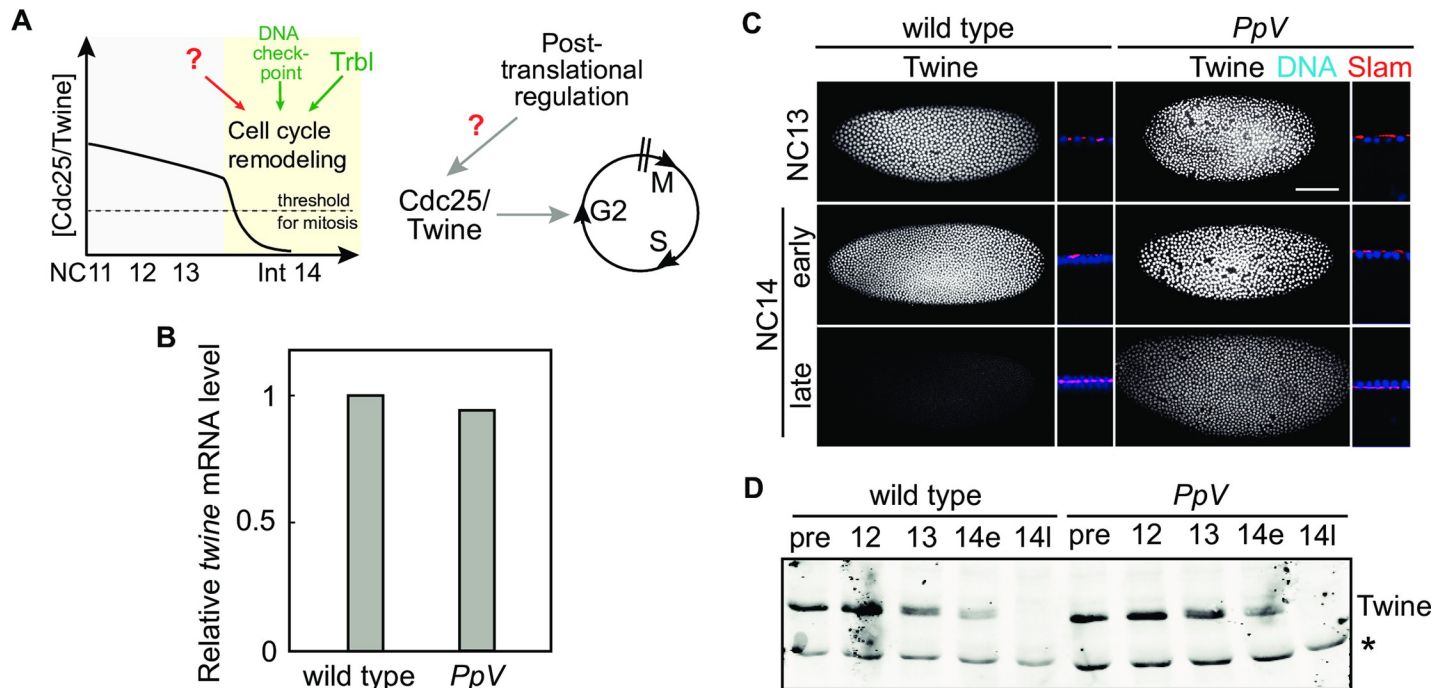 A
[Cdc25/Twine]
?
DNA
check-
point
Trbl
Cell cycle
remodeling
threshold
for mitosis
NC11 12 13 Int 14
Post-
translational
regulation
?
Cdc25/
Twine
G2
M
S
B
Relative twine mRNA level
1
0.5
0
wild type PpV
C
wild type PpV
Twine Twine DNA Slam
NC13
NC14
early
late
D
wild type PpV
pre 12 13 14e 14l pre 12 13 14e 14l
Twine
*